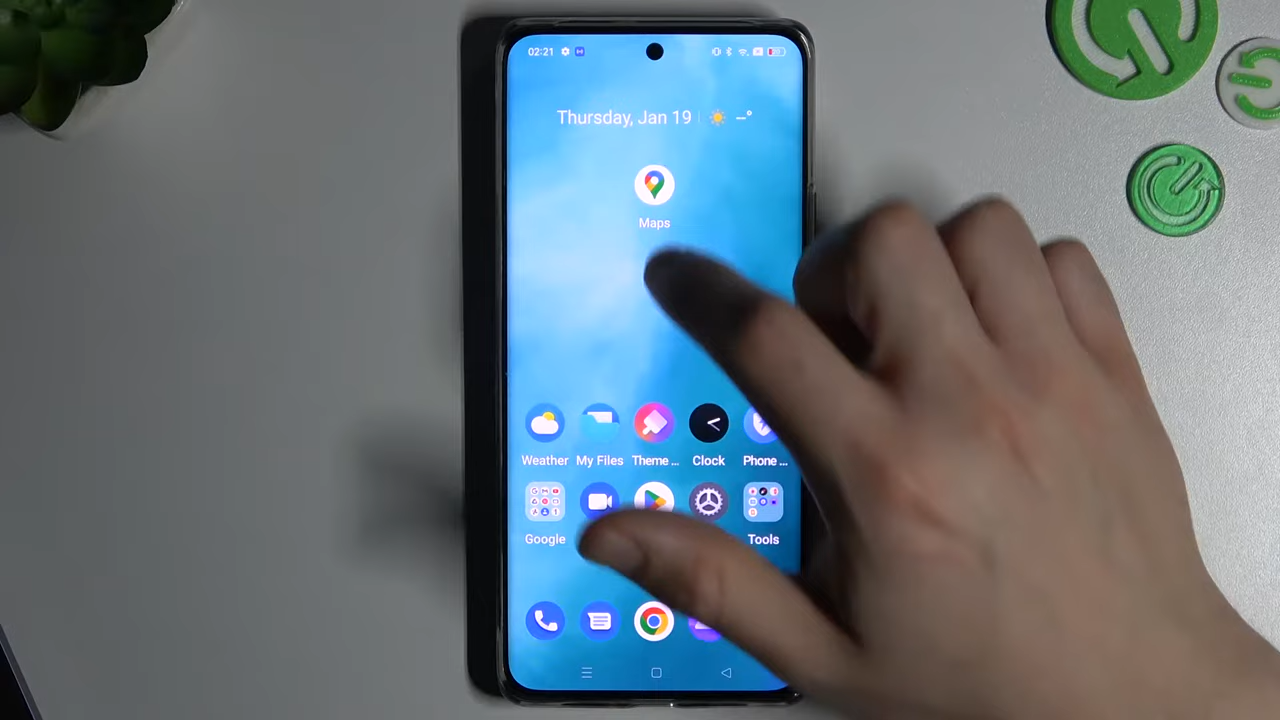 02:21
Thursday, Jan 19 | –°
Maps
Weather My Files Theme ... Clock Phone ...
Google Tools